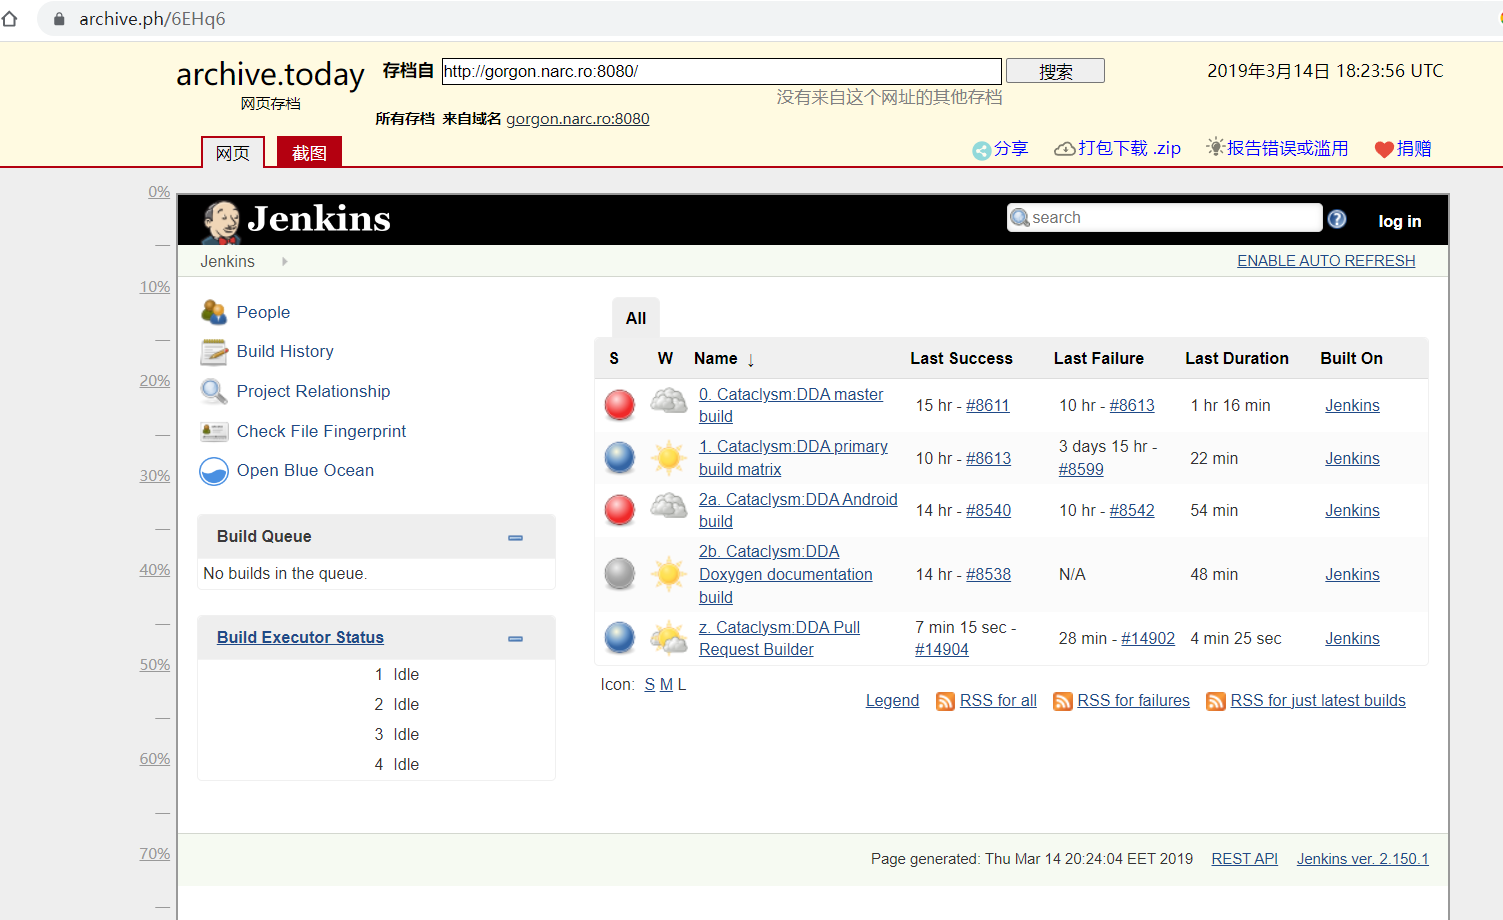 archive.ph/6EHq6
archive.today
网页存档
存档自 http://gorgon.narc.ro:8080/ 搜索 2019年3月14日 18:23:56 UTC
没有来自这个网址的其他存档
所有存档 来自域名 gorgon.narc.ro:8080
网页 截图 分享 打包下载 .zip 报告错误或滥用 捐赠
0%
10%
20%
30%
40%
50%
60%
70%
Jenkins search ? log in
Jenkins ENABLE AUTO REFRESH
People
Build History
Project Relationship
Check File Fingerprint
Open Blue Ocean
Build Queue
No builds in the queue.
Build Executor Status
1 Idle
2 Idle
3 Idle
4 Idle
All
S W Name ↓ Last Success Last Failure Last Duration Built On
0. Cataclysm:DDA master
build
15 hr - #8611 10 hr - #8613 1 hr 16 min Jenkins
1. Cataclysm:DDA primary
build matrix
10 hr - #8613
3 days 15 hr -
#8599
22 min Jenkins
2a. Cataclysm:DDA Android
build
14 hr - #8540 10 hr - #8542 54 min Jenkins
2b. Cataclysm:DDA
Doxygen documentation
build
14 hr - #8538 N/A 48 min Jenkins
z. Cataclysm:DDA Pull
Request Builder
7 min 15 sec -
#14904
28 min - #14902 4 min 25 sec Jenkins
Icon: S M L
Legend RSS for all RSS for failures RSS for just latest builds
Page generated: Thu Mar 14 20:24:04 EET 2019 REST API Jenkins ver. 2.150.1